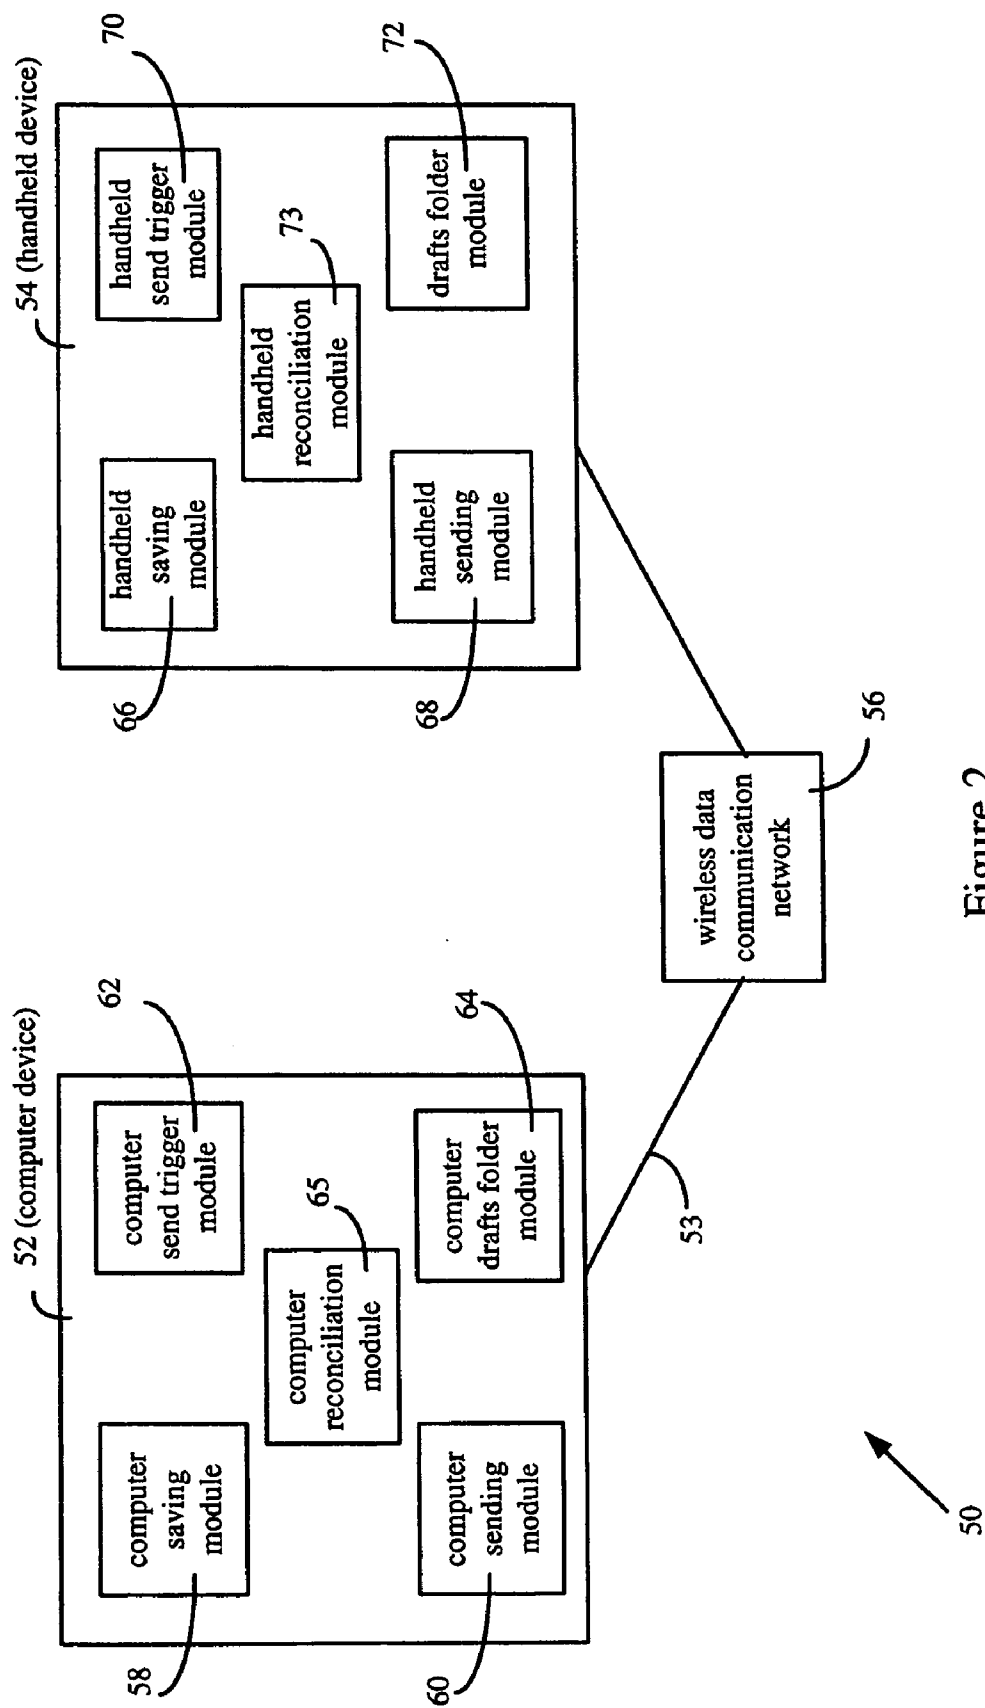 52 (computer device)
58
computer
saving
module
62
computer
send trigger
module
65
computer
reconciliation
module
60
computer
sending
module
64
computer
drafts folder
module
54 (handheld device)
66
handheld
saving
module
70
handheld
send trigger
module
73
handheld
reconciliation
module
68
handheld
sending
module
72
drafts folder
module
53
wireless data
communication
network
56
50
Figure 2